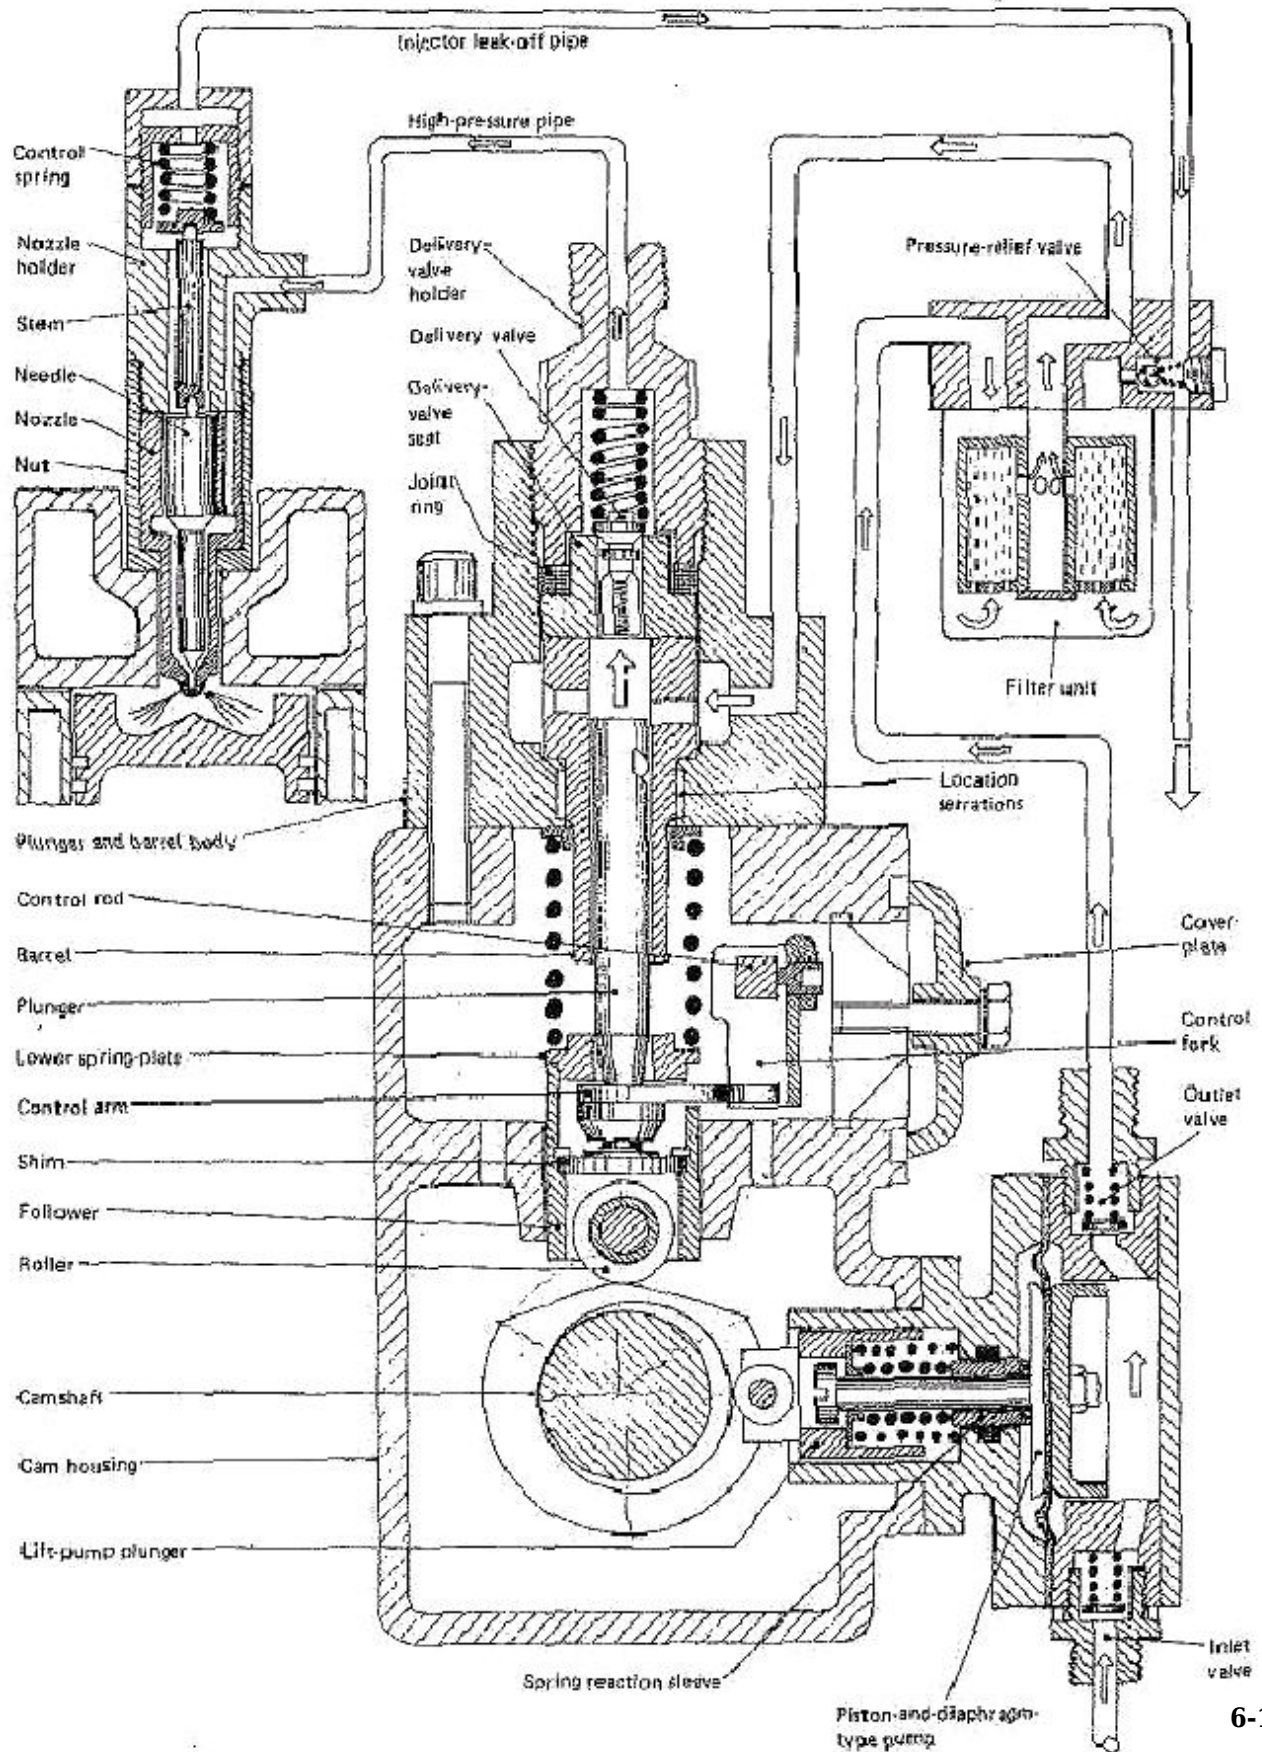 Injector leak-off pipe
High-pressure pipe
Control
spring
Nozzle
holder
Stem
Needle
Nozzle
Nut
Delivery-
valve
holder
Delivery valve
Delivery-
valve
seat
Joint
ring
Pressure-relief valve
Filter unit
Location
serrations
Plunger and barrel body
Control rod
Barrel
Plunger
Lower spring-plate
Control arm
Shim
Follower
Roller
Camshaft
Cam housing
Lift-pump plunger
Cover-
plate
Control
fork
Outlet
valve
Inlet
valve
Spring reaction sleeve
Piston-and-diaphragm-
type pump
6-1